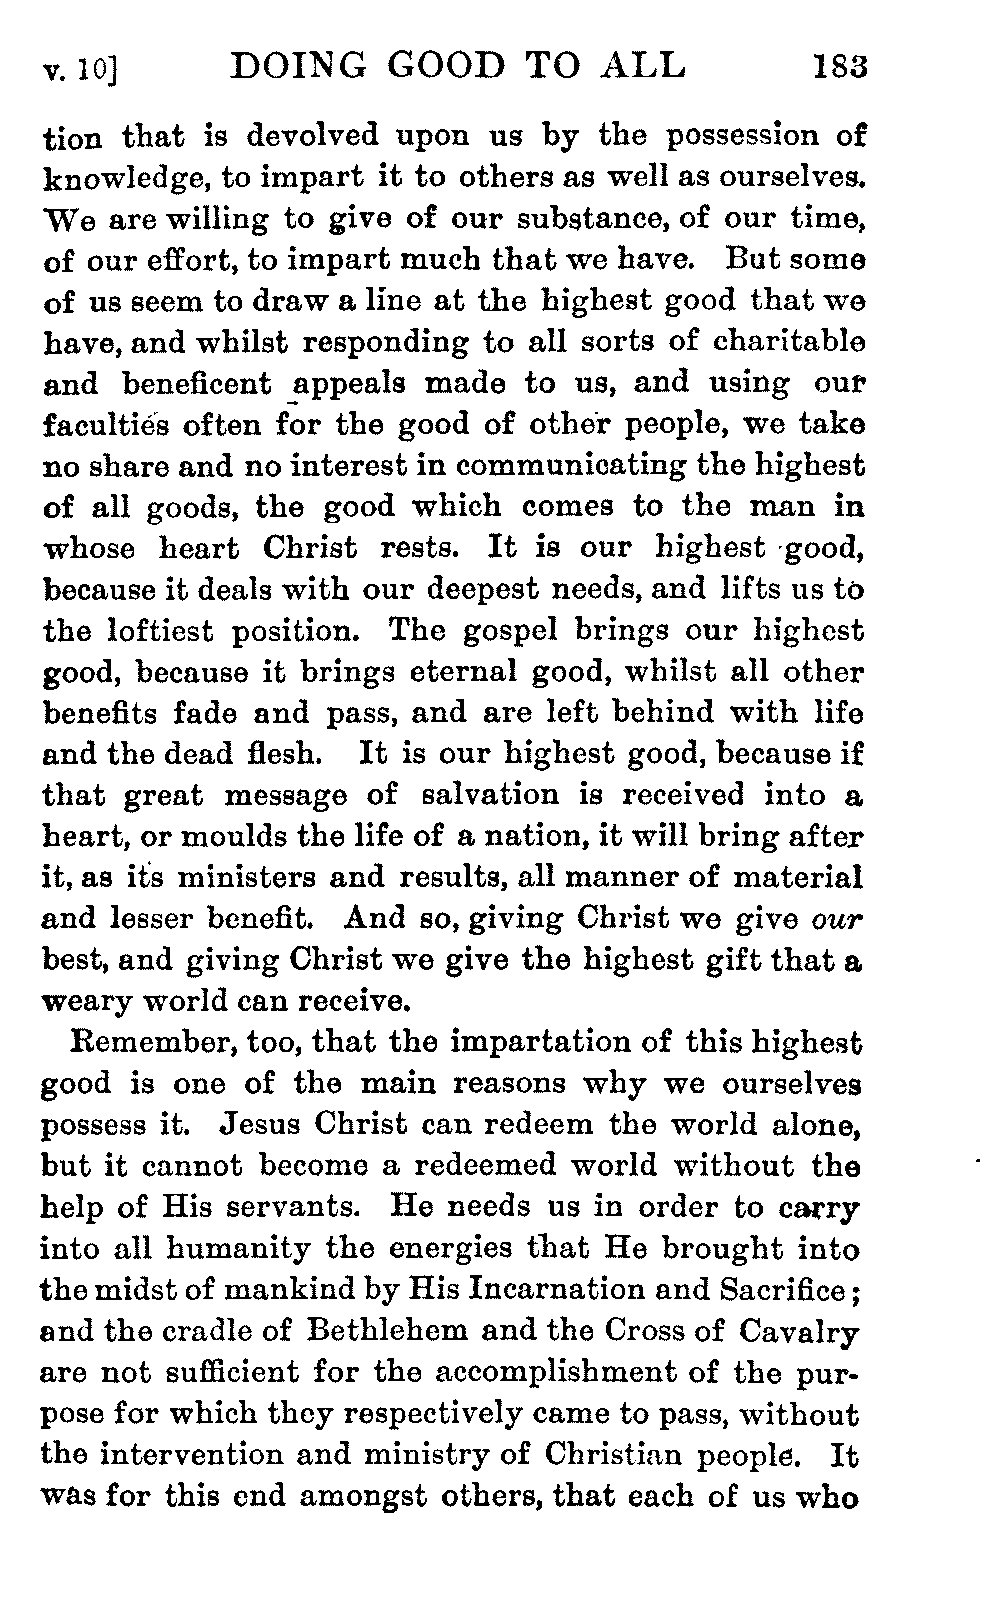 v. 10] DOING GOOD TO ALL 183
tion that is devolved upon us by the possession of
knowledge, to impart it to others as well as ourselves.
We are willing to give of our substance, of our time,
of our effort, to impart much that we have. But some
of us seem to draw a line at the highest good that we
have, and whilst responding to all sorts of charitable
and beneficent appeals made to us, and using our
faculties often for the good of other people, we take
no share and no interest in communicating the highest
of all goods, the good which comes to the man in
whose heart Christ rests. It is our highest good,
because it deals with our deepest needs, and lifts us to
the loftiest position. The gospel brings our highest
good, because it brings eternal good, whilst all other
benefits fade and pass, and are left behind with life
and the dead flesh. It is our highest good, because if
that great message of salvation is received into a
heart, or moulds the life of a nation, it will bring after
it, as its ministers and results, all manner of material
and lesser benefit. And so, giving Christ we give our
best, and giving Christ we give the highest gift that a
weary world can receive.
Remember, too, that the impartation of this highest
good is one of the main reasons why we ourselves
possess it. Jesus Christ can redeem the world alone,
but it cannot become a redeemed world without the
help of His servants. He needs us in order to carry
into all humanity the energies that He brought into
the midst of mankind by His Incarnation and Sacrifice;
and the cradle of Bethlehem and the Cross of Cavalry
are not sufficient for the accomplishment of the pur-
pose for which they respectively came to pass, without
the intervention and ministry of Christian people. It
was for this end amongst others, that each of us who